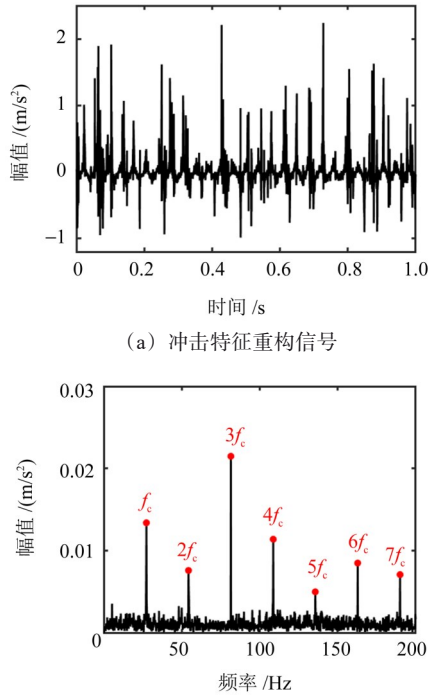 幅值 /(m/s²)
2
1
0
−1
0 0.2 0.4 0.6 0.8 1.0
时间 /s
（a）冲击特征重构信号
幅值 /(m/s²)
0.03
0.02
0.01
0
3fc
fc
4fc
2fc
6fc
7fc
5fc
50 100 150 200
频率 /Hz